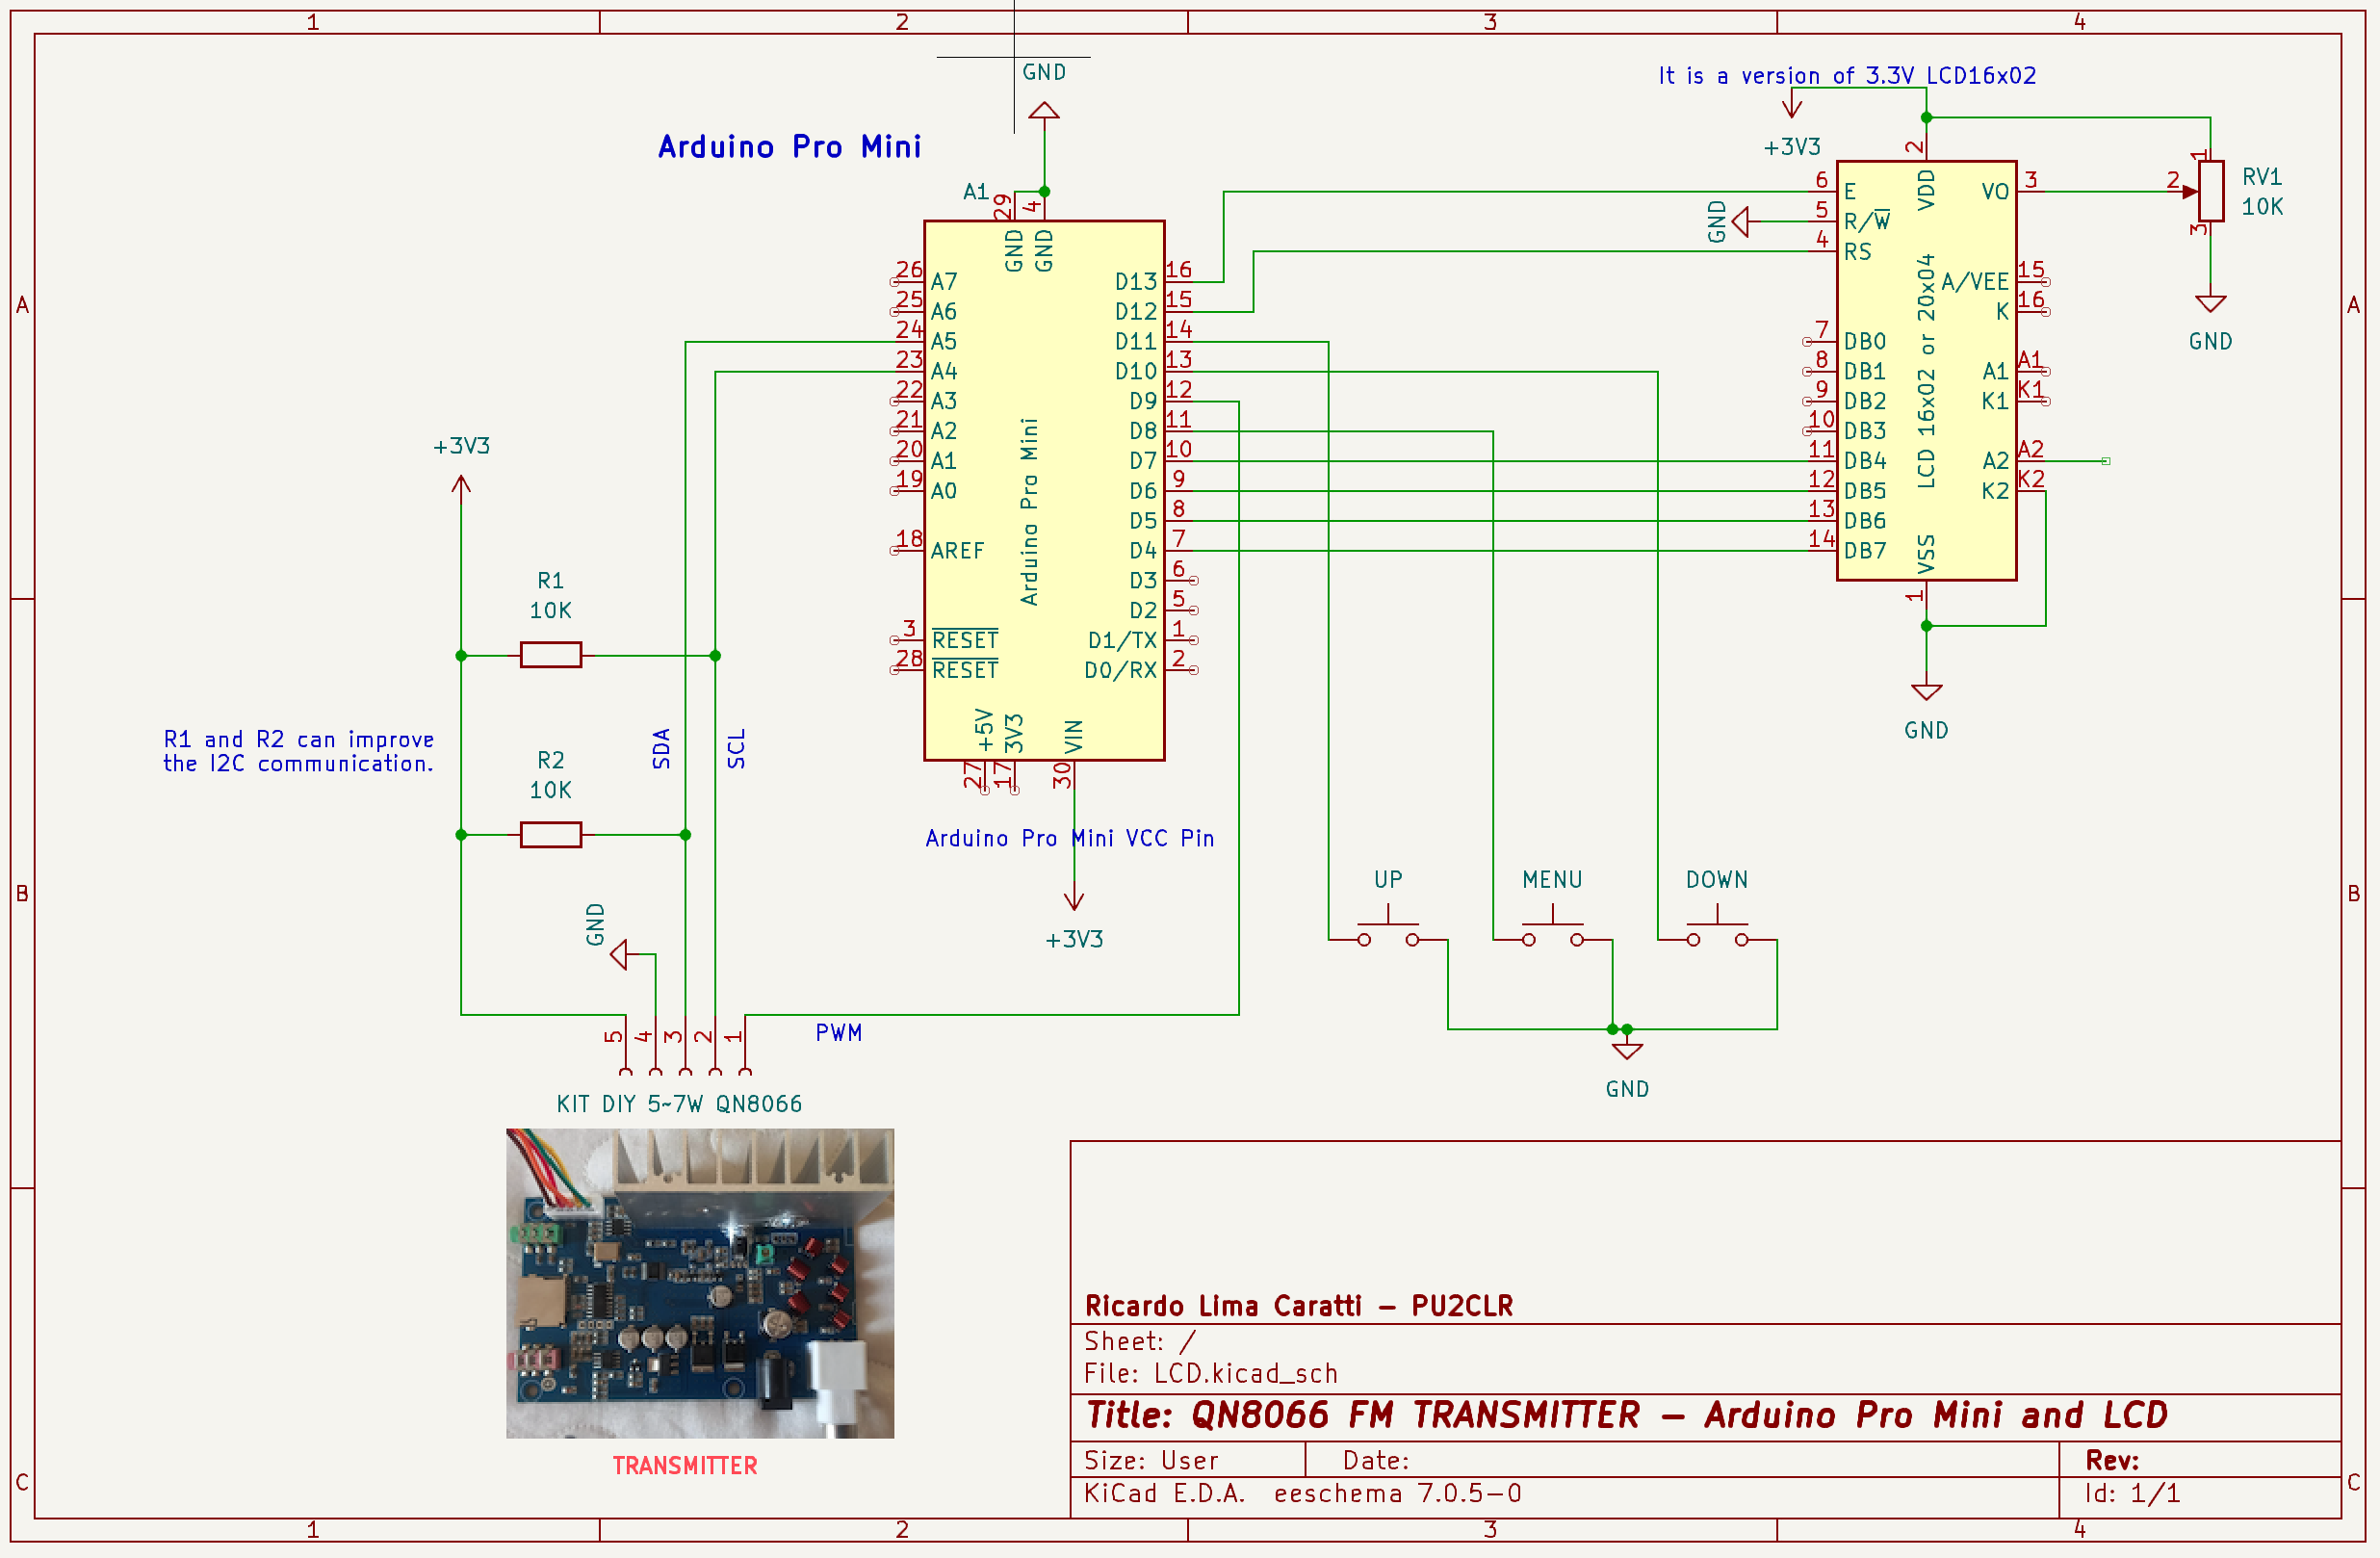 1
2
3
4
GND
It is a version of 3.3V LCD16x02
Arduino Pro Mini
+3V3
A1
29
4
GND
GND
26 A7
25 A6
24 A5
23 A4
22 A3
21 A2
20 A1
19 A0
18 AREF
3 RESET
28 RESET
Arduino Pro Mini
D13 16
D12 15
D11 14
D10 13
D9 12
D8 11
D7 10
D6 9
D5 8
D4 7
D3 6
D2 5
D1/TX 1
D0/RX 2
27 +5V
17 3V3
30 VIN
Arduino Pro Mini VCC Pin
+3V3
2 VDD
6 E
GND
5 R/W
4 RS
7 DB0
8 DB1
9 DB2
10 DB3
11 DB4
12 DB5
13 DB6
14 DB7
LCD 16x02 or 20x04
VO 3
A/VEE 15
K 16
A1 A1
K1 K1
A2 A2
K2 K2
VSS 1
GND
1
2
3
RV1
10K
GND
A
A
+3V3
R1
10K
R1 and R2 can improve
the I2C communication.
R2
10K
SDA
SCL
GND
B
B
UP
MENU
DOWN
GND
5
4
3
2
1
PWM
KIT DIY 5~7W QN8066
TRANSMITTER
Ricardo Lima Caratti - PU2CLR
Sheet: /
File: LCD.kicad_sch
Title: QN8066 FM TRANSMITTER - Arduino Pro Mini and LCD
Size: User
Date:
Rev:
KiCad E.D.A. eeschema 7.0.5-0
Id: 1/1
C
C
1
2
3
4